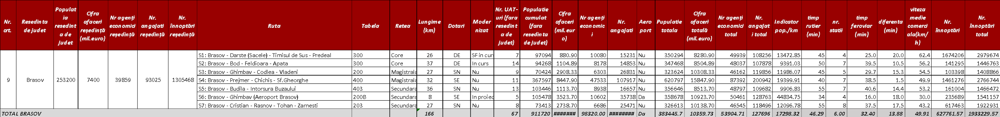 Nr. crt. | Resedinta de judet | Populatia resedinta de judet | Cifra afaceri reședință (mil.euro) | Nr agenți economici reședință | Nr. angajati reședință | Nr. înnoptări reședință | Ruta | Tabela | Retea | Lungime (km) | Dotari | Modernizat | Nr. UAT-uri (fara resedinta de judet) | Populatie cumulat (fara resedinta de judet) | Cifra afaceri (mil.euro) | Nr agenți economici | Nr. angajati | Aeroport | Pupulatie totala | Cifra afaceri totală (mil.euro) | Nr agenți economici total | Nr. angajati total | Indicator pop./km | timp rutier (min) | nr. statii | timp feroviar (min) | diferenta (min) | viteza medie comerciala(km/h) | Nr. înnoptări | Nr. înnoptări total
9 | Brasov | 253200 | 7400 | 39859 | 93025 | 1305468
S1: Brasov - Darste (Sacele) - Timisul de Sus - Predeal | 300 | Core | 26 | DE | SF in curs | 7 | 97094 | 880.90 | 10080 | 15231 | Nu | 350294 | 8280.90 | 49939 | 108256 | 13472.85 | 45 | 4 | 25.0 | 20.0 | 62.4 | 1674206 | 2979674
S2: Brasov - Bod - Feldioara - Apata | 300 | Core | 37 | DE | In curs | 14 | 94268 | 1104.89 | 8178 | 14853 | Nu | 347468 | 8504.89 | 48037 | 107878 | 9391.03 | 50 | 7 | 39.5 | 10.5 | 56.2 | 141295 | 1446763
S3: Brasov - Ghimbav - Codlea - Vladeni | 200 | Magistrala | 27 | SN | Nu | 9 | 70424 | 2908.33 | 6303 | 26831 | Nu | 323624 | 10308.33 | 46162 | 119856 | 11986.07 | 45 | 5 | 29.7 | 15.3 | 54.5 | 103398 | 1408866
S4: Brasov - Prejmer - Chichis - Sf.Gheorghe | 400 | Magistrala | 32 | SE | Nu | 11 | 367597 | 8447.90 | 47533 | 107917 | Nu | 620797 | 15847.90 | 87392 | 200942 | 19399.91 | 40 | 7 | 38.5 | 1.5 | 49.9 | 1461276 | 2766744
S5: Brasov - Budila - Intorsura Buzaului | 403 | Secundara | 36 | SN | Nu | 13 | 103446 | 1113.70 | 8938 | 16657 | Nu | 356646 | 8513.70 | 48797 | 109682 | 9906.83 | 55 | 7 | 40.6 | 14.4 | 53.2 | 161004 | 1466472
S6: Brasov - Ghimbav (Aeroport Brasov) | 200B | Secundara | 8 | SE | In proiec | 5 | 105478 | 3523.70 | 10602 | 35738 | Da | 358678 | 10923.70 | 50461 | 128763 | 44834.75 | 34 | 4 | 16.0 | 18.0 | 30.0 | 235689 | 1541157
S7: Brasov - Cristian - Rasnov - Tohan - Zarnesti | 203 | Secundara | 27 | SN | Nu | 8 | 73413 | 2738.70 | 6686 | 25471 | Nu | 326613 | 10138.70 | 46545 | 118496 | 12096.78 | 55 | 8 | 37.5 | 17.5 | 43.2 | 617463 | 1922931
TOTAL BRASOV | 166 | 67 | 911720 | ####### | 98320.00 | ######## | Da | 383445.7 | 10359.73 | 53904.71 | 127696 | 17298.32 | 46.29 | 6.00 | 32.40 | 13.88 | 49.91 | 627761.57 | 1933229.57